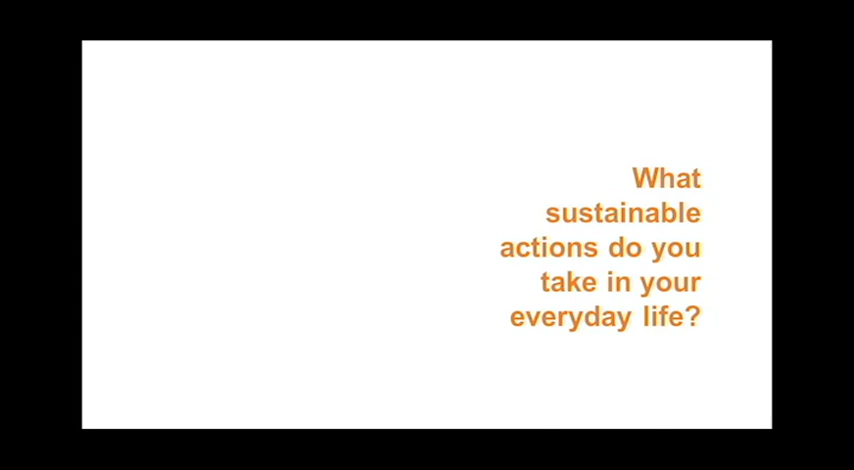 What
sustainable
actions do you
take in your
everyday life?